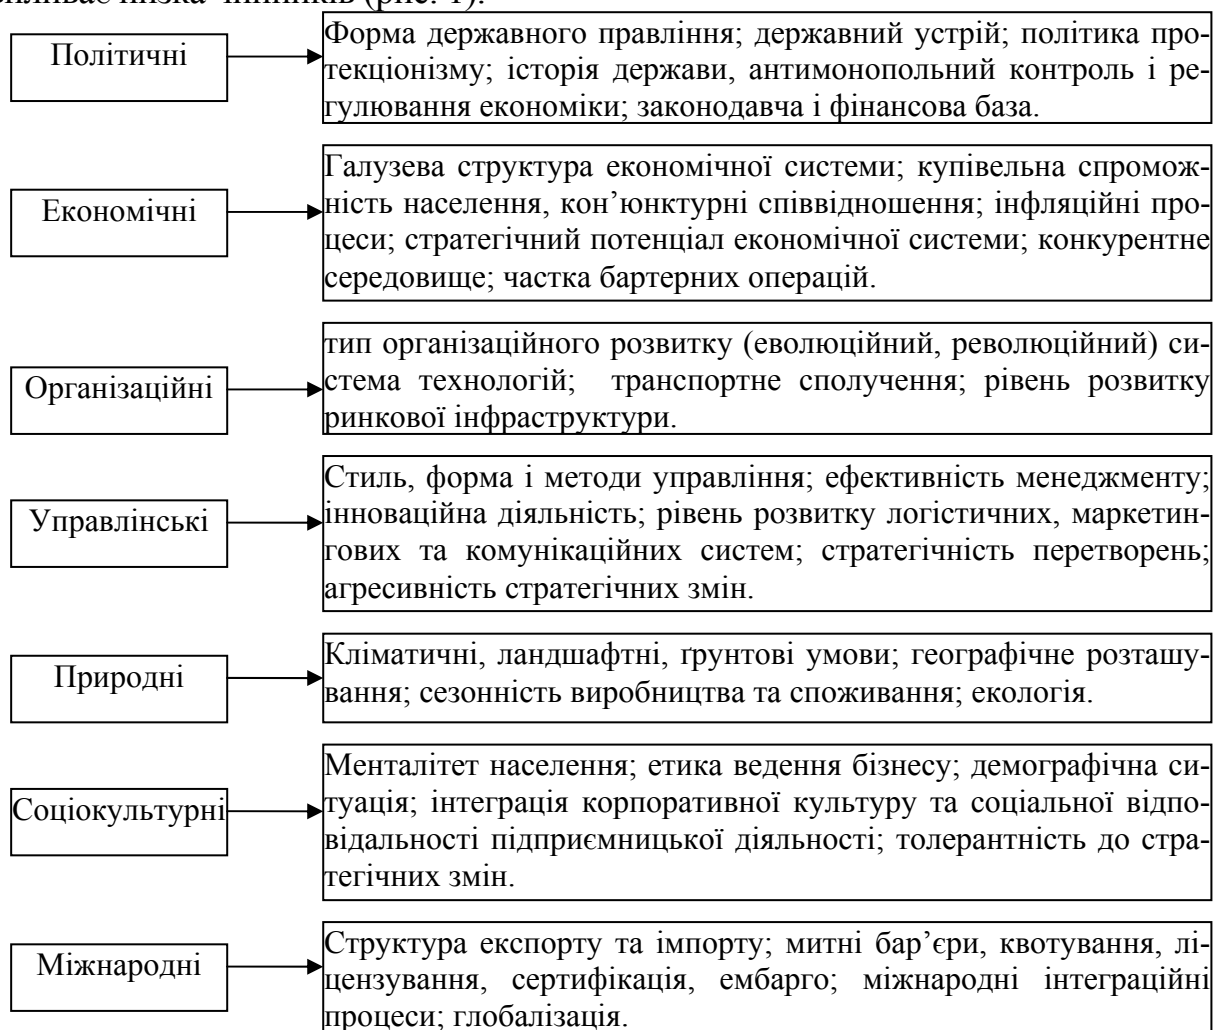 низка чинників (рис. 1).
Політичні
Форма державного правління; державний устрій; політика про-
текціонізму; історія держави, антимонопольний контроль і ре-
гулювання економіки; законодавча і фінансова база.
Економічні
Галузева структура економічної системи; купівельна спромож-
ність населення, кон’юнктурні співвідношення; інфляційні про-
цеси; стратегічний потенціал економічної системи; конкурентне
середовище; частка бартерних операцій.
Організаційні
тип організаційного розвитку (еволюційний, революційний) си-
стема технологій; транспортне сполучення; рівень розвитку
ринкової інфраструктури.
Управлінські
Стиль, форма і методи управління; ефективність менеджменту;
інноваційна діяльність; рівень розвитку логістичних, маркетин-
гових та комунікаційних систем; стратегічність перетворень;
агресивність стратегічних змін.
Природні
Кліматичні, ландшафтні, ґрунтові умови; географічне розташу-
вання; сезонність виробництва та споживання; екологія.
Соціокультурні
Менталітет населення; етика ведення бізнесу; демографічна си-
туація; інтеграція корпоративної культуру та соціальної відпо-
відальності підприємницької діяльності; толерантність до стра-
тегічних змін.
Міжнародні
Структура експорту та імпорту; митні бар’єри, квотування, лі-
цензування, сертифікація, ембарго; міжнародні інтеграційні
процеси; глобалізація.